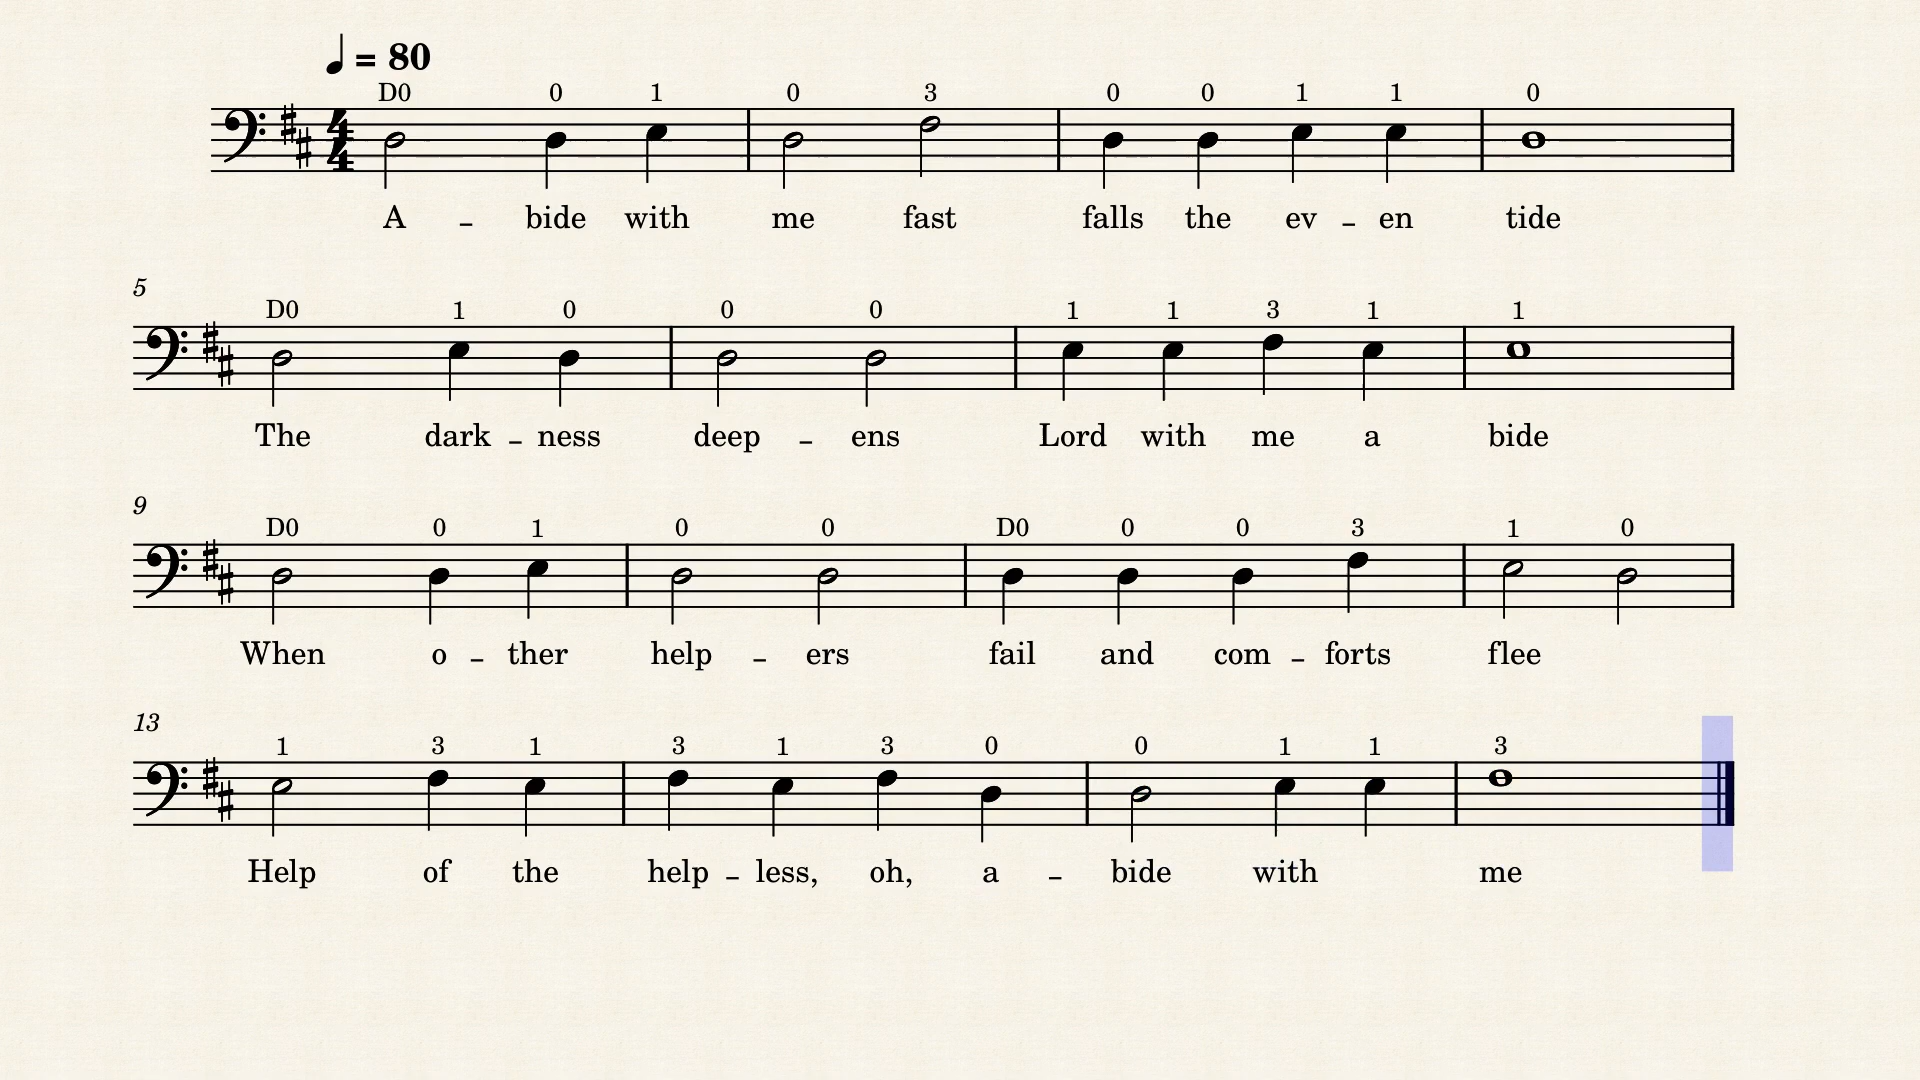 ♩ = 80
D0 0 1 0 3 0 0 1 1 0
4
4
A - bide with me fast falls the ev - en tide
5
D0 1 0 0 0 1 1 3 1 1
The dark - ness deep - ens Lord with me a bide
9
D0 0 1 0 0 D0 0 0 3 1 0
When o - ther help - ers fail and com - forts flee
13
1 3 1 3 1 3 0 0 1 1 3
Help of the help - less, oh, a - bide with me